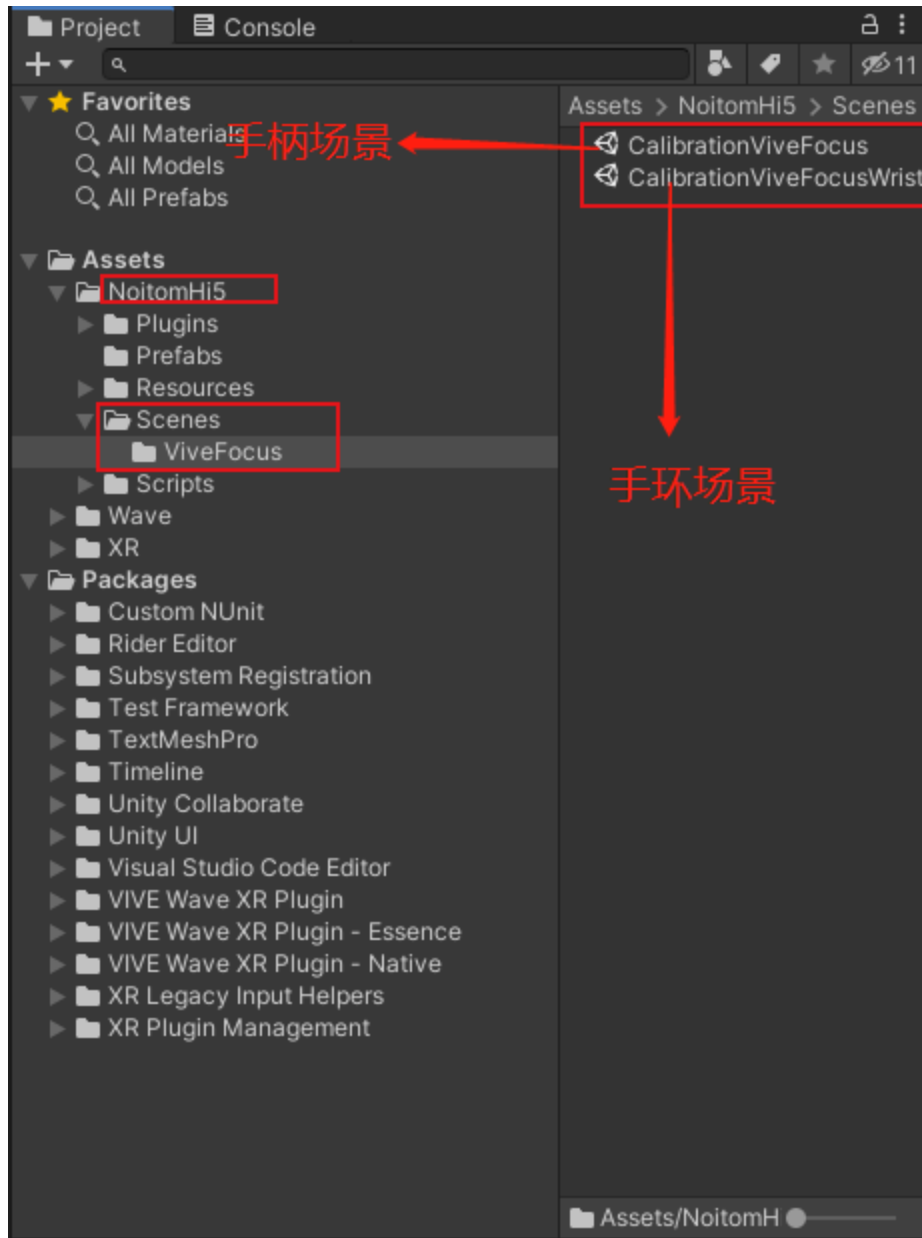 Project
Console
11
Favorites
Assets > NoitomHi5 > Scenes
All Materials
手柄场景
CalibrationViveFocus
All Models
CalibrationViveFocusWrist
All Prefabs
Assets
NoitomHi5
Plugins
Prefabs
Resources
Scenes
ViveFocus
手环场景
Scripts
Wave
XR
Packages
Custom NUnit
Rider Editor
Subsystem Registration
Test Framework
TextMeshPro
Timeline
Unity Collaborate
Unity UI
Visual Studio Code Editor
VIVE Wave XR Plugin
VIVE Wave XR Plugin - Essence
VIVE Wave XR Plugin - Native
XR Legacy Input Helpers
XR Plugin Management
Assets/NoitomH